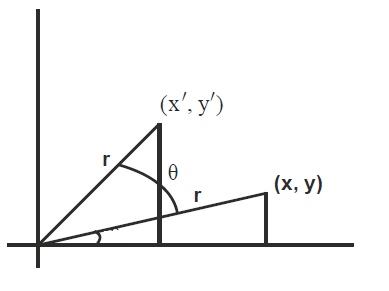 (x′, y′)
r
θ
r
(x, y)